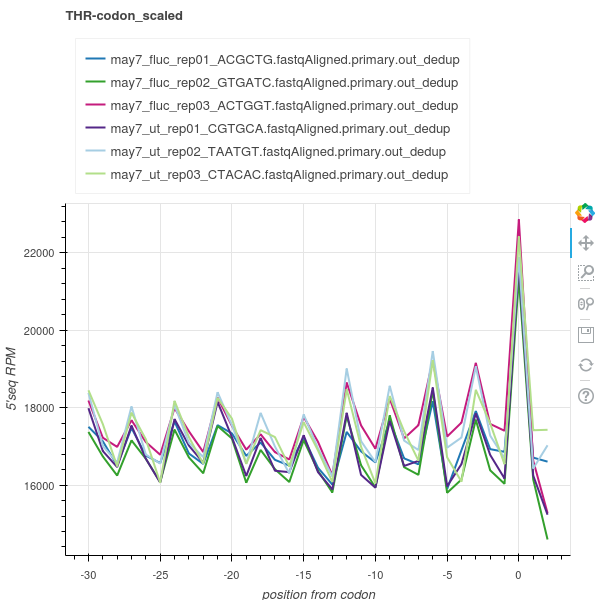 THR-codon_scaled
may7_fluc_rep01_ACGCTG.fastqAligned.primary.out_dedup
may7_fluc_rep02_GTGATC.fastqAligned.primary.out_dedup
may7_fluc_rep03_ACTGGT.fastqAligned.primary.out_dedup
may7_ut_rep01_CGTGCA.fastqAligned.primary.out_dedup
may7_ut_rep02_TAATGT.fastqAligned.primary.out_dedup
may7_ut_rep03_CTACAC.fastqAligned.primary.out_dedup
22000
20000
18000
16000
5'seq RPM
-30 -25 -20 -15 -10 -5 0
position from codon